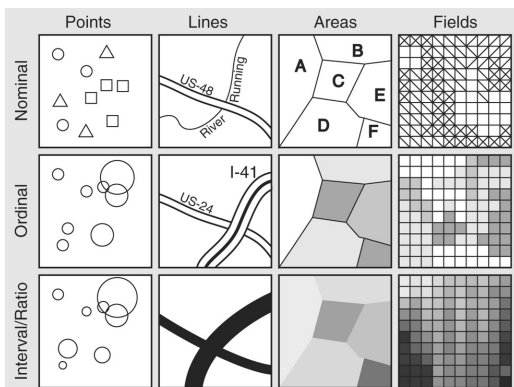 Points Lines Areas Fields
Nominal
US-48
Running
River
A
B
C
D
E
F
Ordinal
I-41
US-24
Interval/Ratio